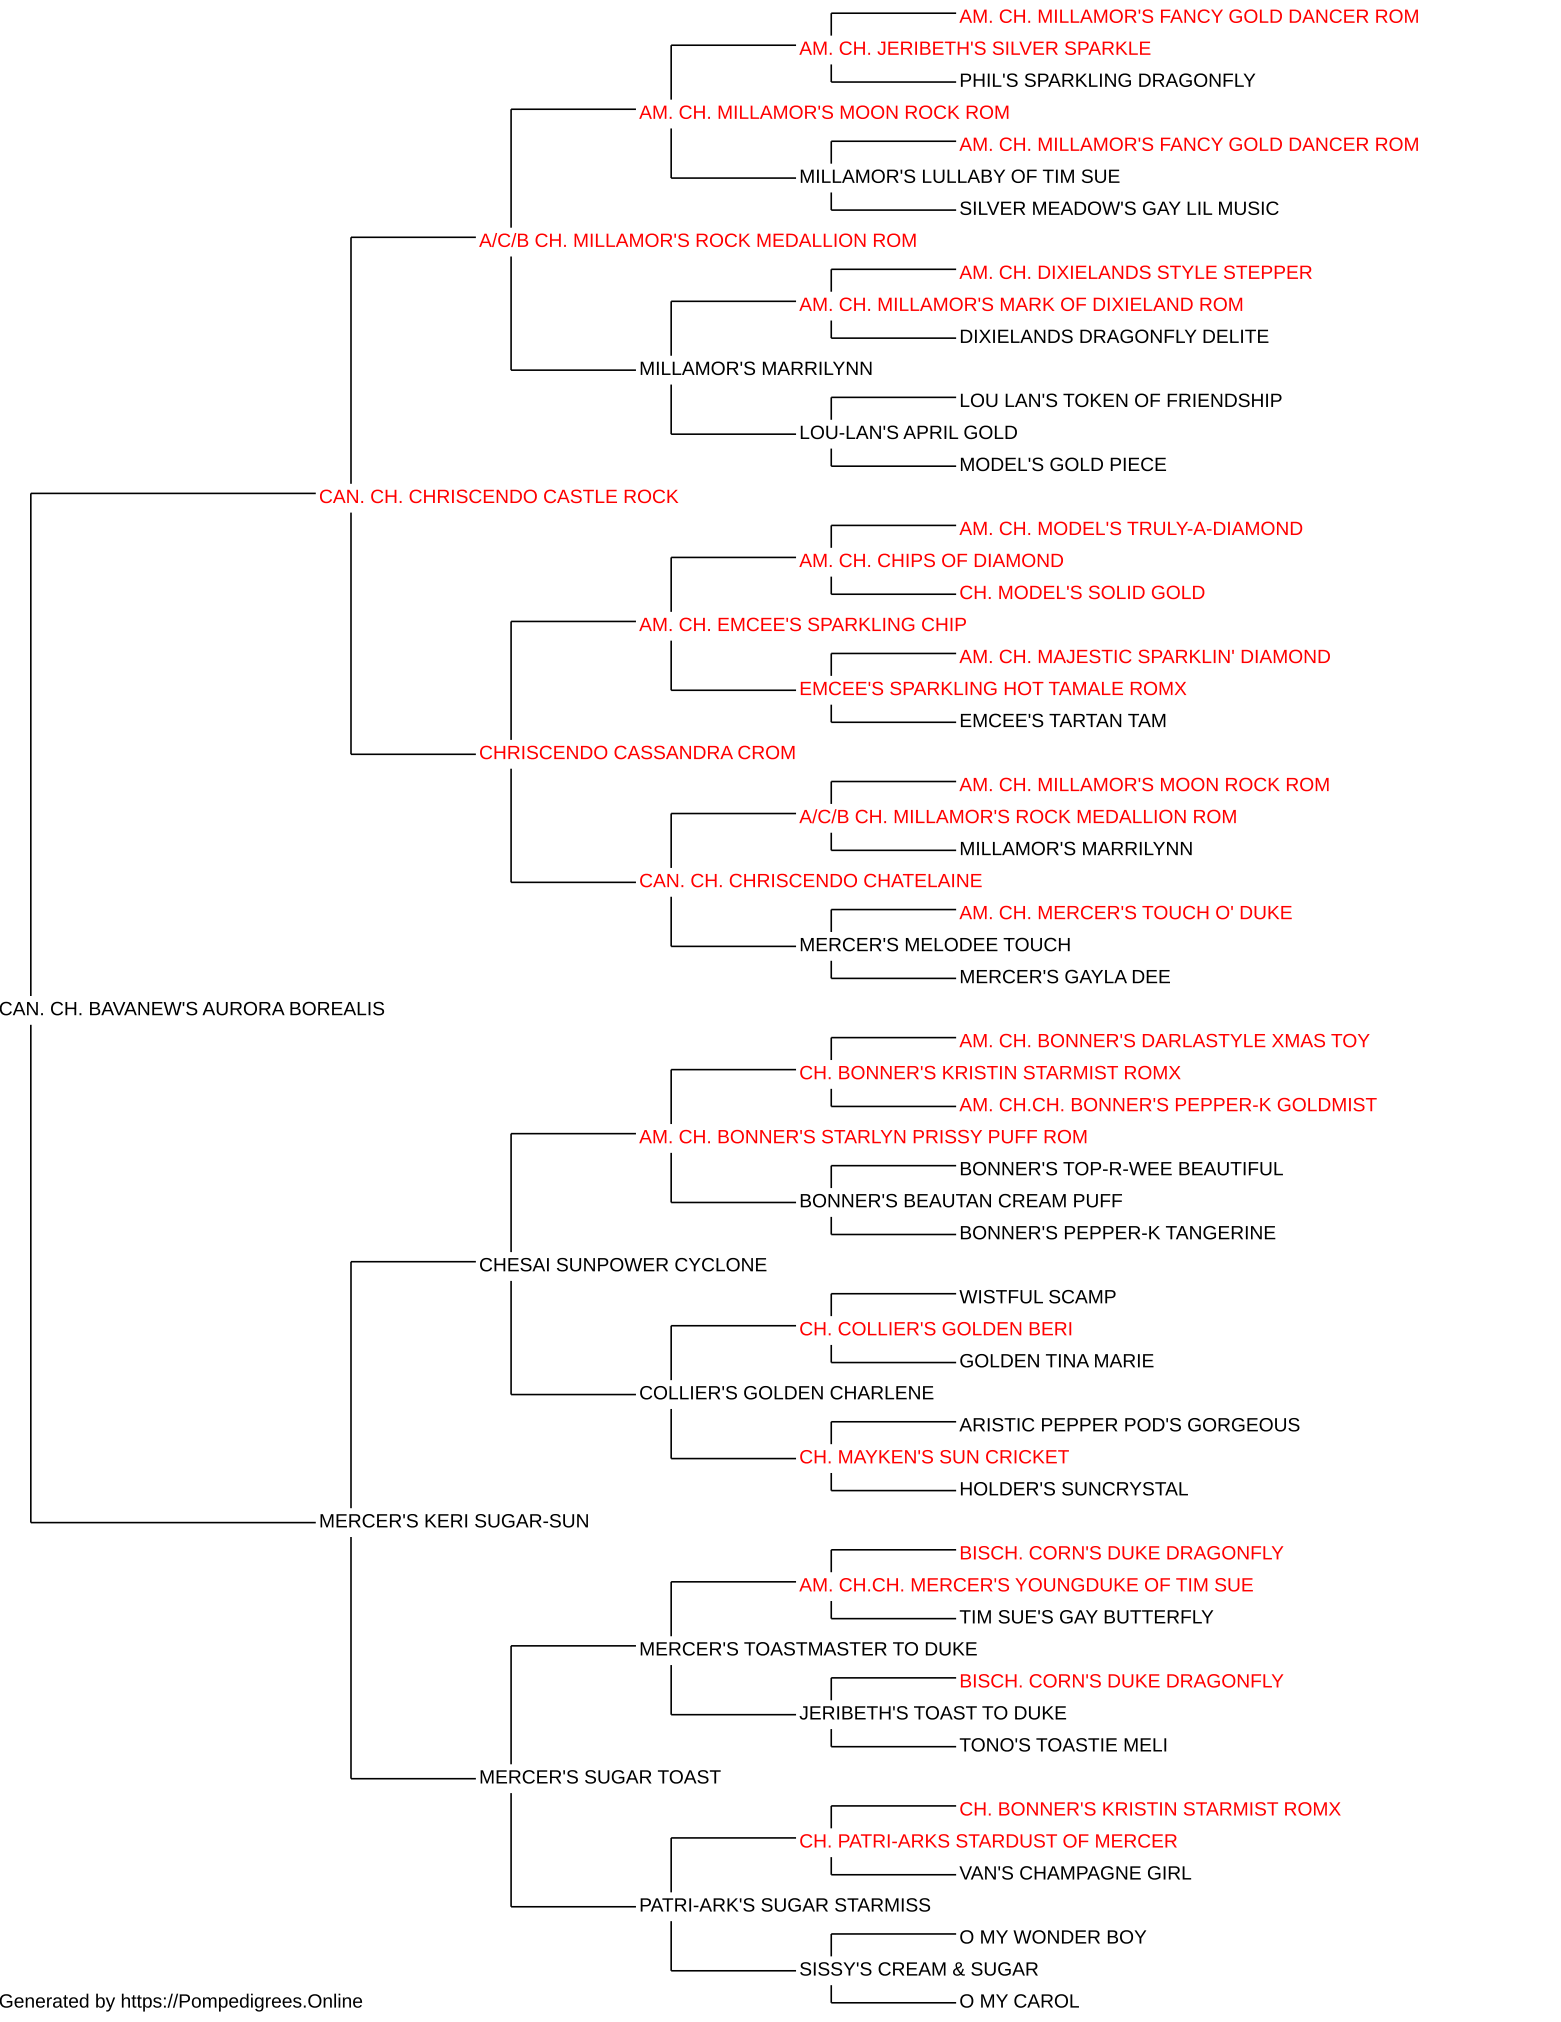 AM. CH. MILLAMOR'S FANCY GOLD DANCER ROM
AM. CH. JERIBETH'S SILVER SPARKLE
PHIL'S SPARKLING DRAGONFLY
AM. CH. MILLAMOR'S MOON ROCK ROM
AM. CH. MILLAMOR'S FANCY GOLD DANCER ROM
MILLAMOR'S LULLABY OF TIM SUE
SILVER MEADOW'S GAY LIL MUSIC
A/C/B CH. MILLAMOR'S ROCK MEDALLION ROM
AM. CH. DIXIELANDS STYLE STEPPER
AM. CH. MILLAMOR'S MARK OF DIXIELAND ROM
DIXIELANDS DRAGONFLY DELITE
MILLAMOR'S MARRILYNN
LOU LAN'S TOKEN OF FRIENDSHIP
LOU-LAN'S APRIL GOLD
MODEL'S GOLD PIECE
CAN. CH. CHRISCENDO CASTLE ROCK
AM. CH. MODEL'S TRULY-A-DIAMOND
AM. CH. CHIPS OF DIAMOND
CH. MODEL'S SOLID GOLD
AM. CH. EMCEE'S SPARKLING CHIP
AM. CH. MAJESTIC SPARKLIN' DIAMOND
EMCEE'S SPARKLING HOT TAMALE ROMX
EMCEE'S TARTAN TAM
CHRISCENDO CASSANDRA CROM
AM. CH. MILLAMOR'S MOON ROCK ROM
A/C/B CH. MILLAMOR'S ROCK MEDALLION ROM
MILLAMOR'S MARRILYNN
CAN. CH. CHRISCENDO CHATELAINE
AM. CH. MERCER'S TOUCH O' DUKE
MERCER'S MELODEE TOUCH
MERCER'S GAYLA DEE
CAN. CH. BAVANEW'S AURORA BOREALIS
AM. CH. BONNER'S DARLASTYLE XMAS TOY
CH. BONNER'S KRISTIN STARMIST ROMX
AM. CH.CH. BONNER'S PEPPER-K GOLDMIST
AM. CH. BONNER'S STARLYN PRISSY PUFF ROM
BONNER'S TOP-R-WEE BEAUTIFUL
BONNER'S BEAUTAN CREAM PUFF
BONNER'S PEPPER-K TANGERINE
CHESAI SUNPOWER CYCLONE
WISTFUL SCAMP
CH. COLLIER'S GOLDEN BERI
GOLDEN TINA MARIE
COLLIER'S GOLDEN CHARLENE
ARISTIC PEPPER POD'S GORGEOUS
CH. MAYKEN'S SUN CRICKET
HOLDER'S SUNCRYSTAL
MERCER'S KERI SUGAR-SUN
BISCH. CORN'S DUKE DRAGONFLY
AM. CH.CH. MERCER'S YOUNGDUKE OF TIM SUE
TIM SUE'S GAY BUTTERFLY
MERCER'S TOASTMASTER TO DUKE
BISCH. CORN'S DUKE DRAGONFLY
JERIBETH'S TOAST TO DUKE
TONO'S TOASTIE MELI
MERCER'S SUGAR TOAST
CH. BONNER'S KRISTIN STARMIST ROMX
CH. PATRI-ARKS STARDUST OF MERCER
VAN'S CHAMPAGNE GIRL
PATRI-ARK'S SUGAR STARMISS
O MY WONDER BOY
SISSY'S CREAM & SUGAR
O MY CAROL
Generated by https://Pompedigrees.Online